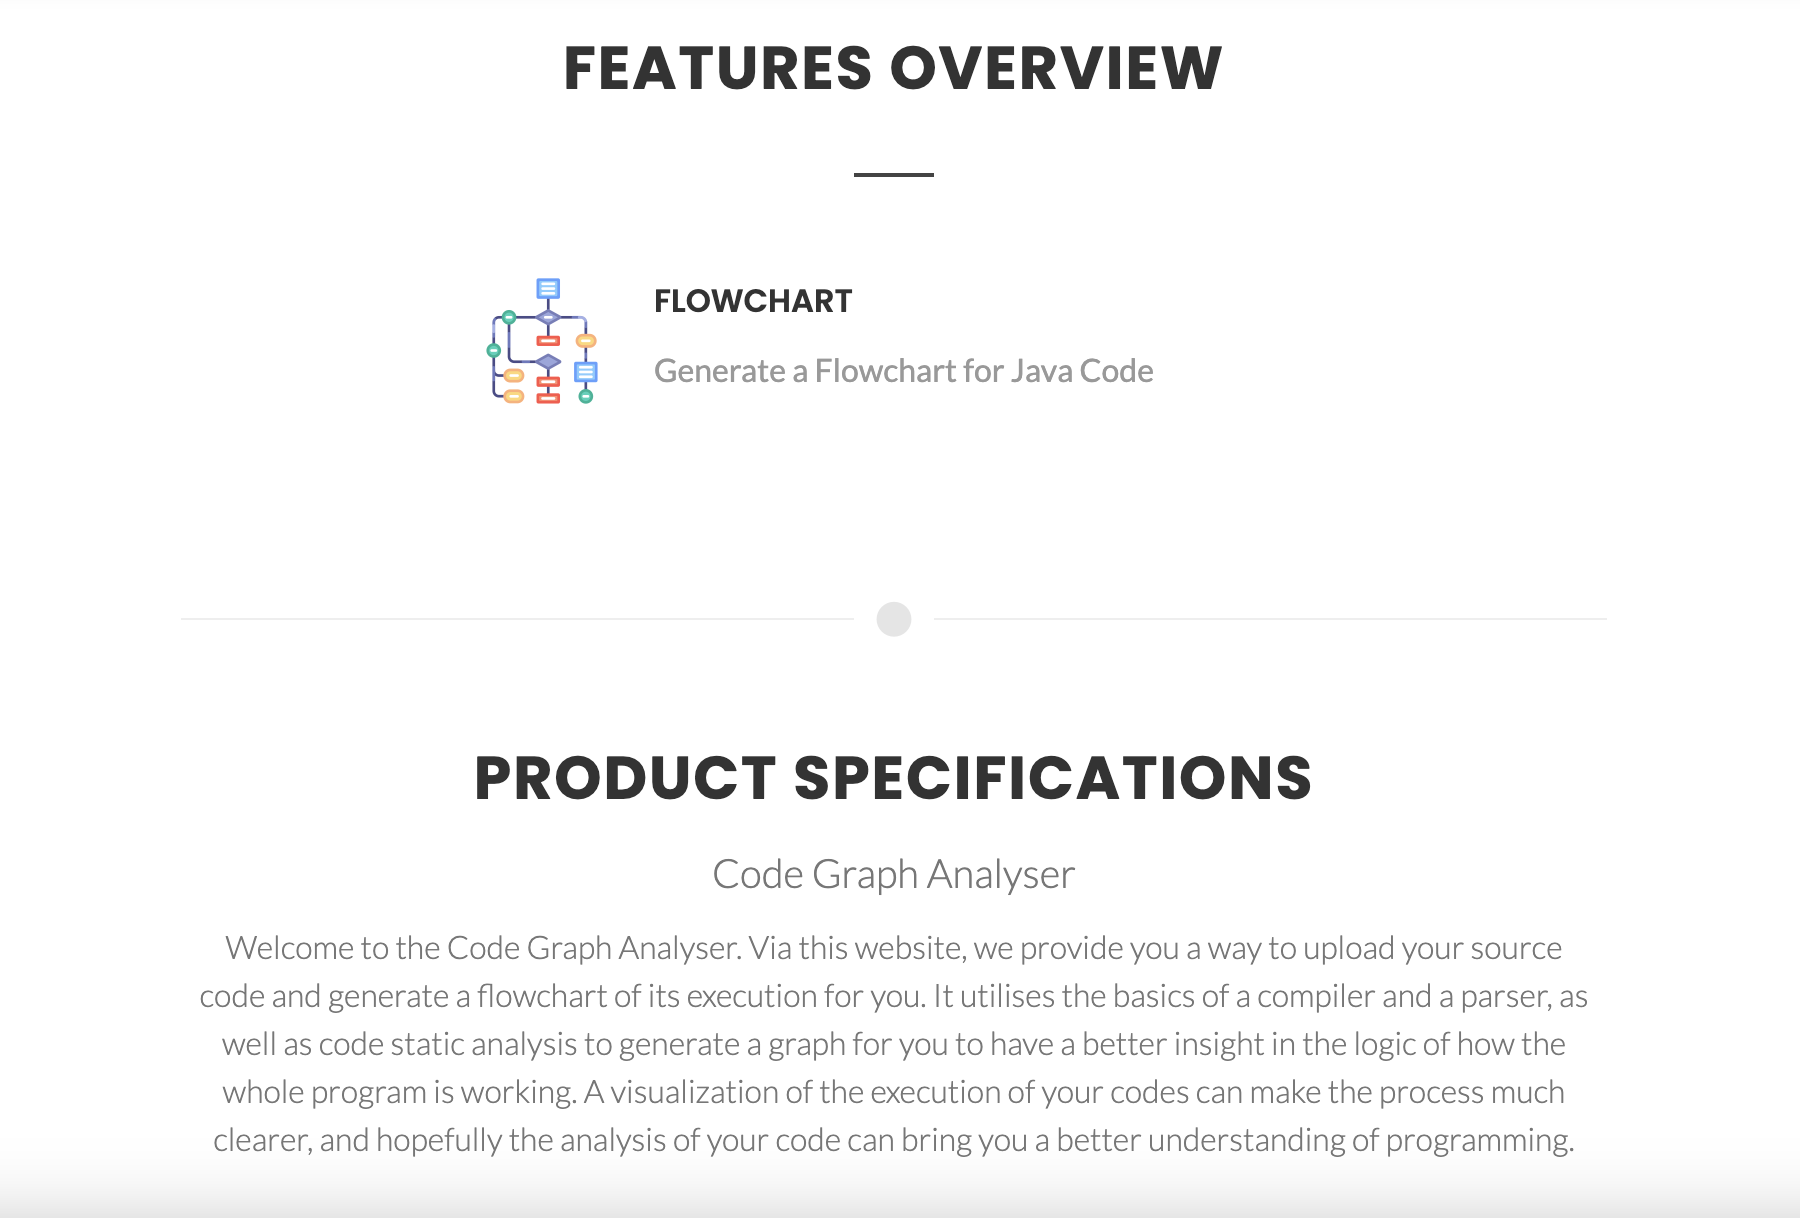 FEATURES OVERVIEW
FLOWCHART
Generate a Flowchart for Java Code
PRODUCT SPECIFICATIONS
Code Graph Analyser
Welcome to the Code Graph Analyser. Via this website, we provide you a way to upload your source
code and generate a flowchart of its execution for you. It utilises the basics of a compiler and a parser, as
well as code static analysis to generate a graph for you to have a better insight in the logic of how the
whole program is working. A visualization of the execution of your codes can make the process much
clearer, and hopefully the analysis of your code can bring you a better understanding of programming.